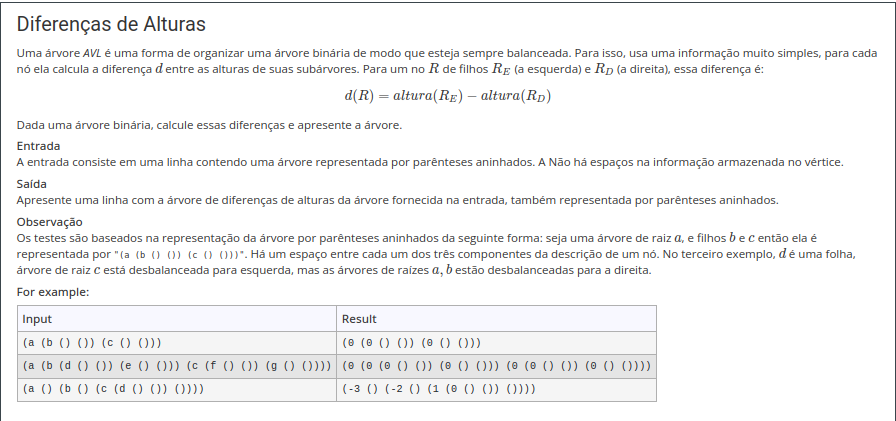 Diferenças de Alturas
Uma árvore AVL é uma forma de organizar uma árvore binária de modo que esteja sempre balanceada. Para isso, usa uma informação muito simples, para cada
nó ela calcula a diferença d entre as alturas de suas subárvores. Para um no R de filhos R_E (a esquerda) e R_D (a direita), essa diferença é:
d(R) = altura(R_E) − altura(R_D)
Dada uma árvore binária, calcule essas diferenças e apresente a árvore.
Entrada
A entrada consiste em uma linha contendo uma árvore representada por parênteses aninhados. A Não há espaços na informação armazenada no vértice.
Saída
Apresente uma linha com a árvore de diferenças de alturas da árvore fornecida na entrada, também representada por parênteses aninhados.
Observação
Os testes são baseados na representação da árvore por parênteses aninhados da seguinte forma: seja uma árvore de raiz a, e filhos b e c então ela é
representada por "(a (b () ()) (c () ()))". Há um espaço entre cada um dos três componentes da descrição de um nó. No terceiro exemplo, d é uma folha,
árvore de raiz c está desbalanceada para esquerda, mas as árvores de raízes a, b estão desbalanceadas para a direita.
For example:
Input Result
(a (b () ()) (c () ())) (0 (0 () ()) (0 () ()))
(a (b (d () ()) (e () ())) (c (f () ()) (g () ()))) (0 (0 (0 () ()) (0 () ())) (0 (0 () ()) (0 () ())))
(a () (b () (c (d () ()) ()))) (-3 () (-2 () (1 (0 () ()) ())))